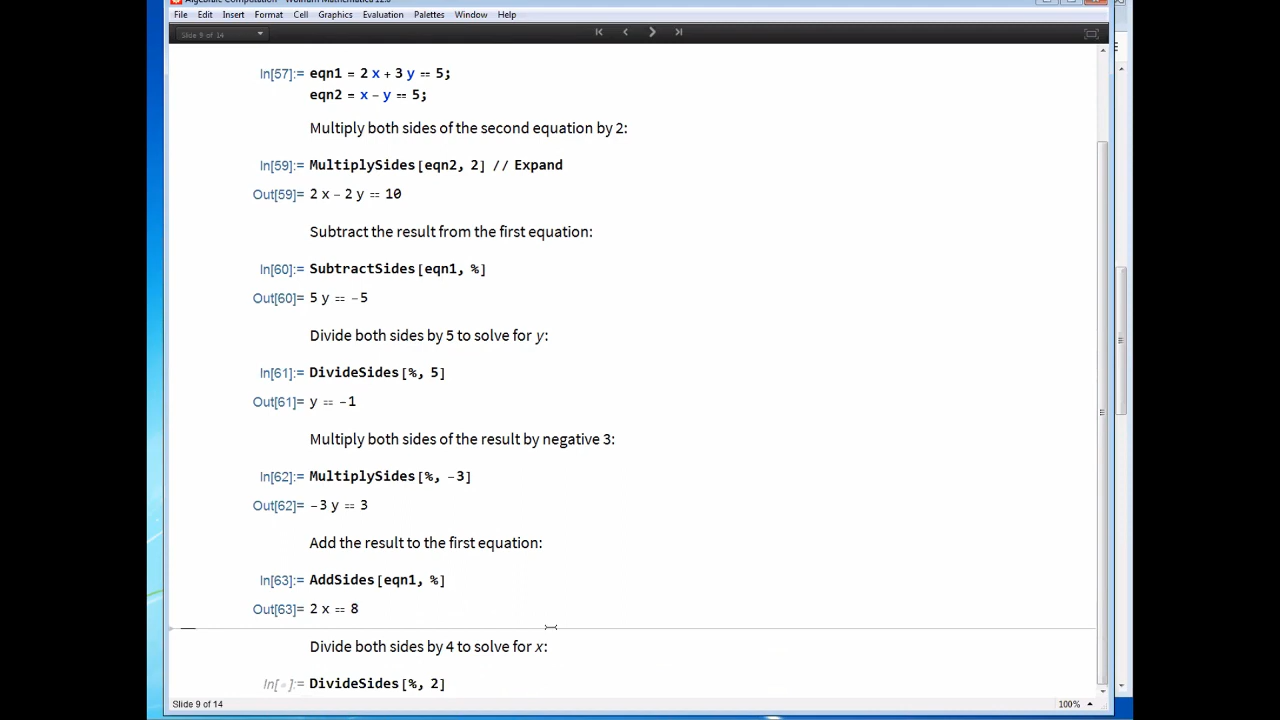 File Edit Insert Format Cell Graphics Evaluation Palettes Window Help
Slide 9 of 14
In[57]:= eqn1 = 2 x + 3 y == 5;
eqn2 = x - y == 5;
Multiply both sides of the second equation by 2:
In[59]:= MultiplySides[eqn2, 2] // Expand
Out[59]= 2 x - 2 y == 10
Subtract the result from the first equation:
In[60]:= SubtractSides[eqn1, %]
Out[60]= 5 y == -5
Divide both sides by 5 to solve for y:
In[61]:= DivideSides[%, 5]
Out[61]= y == -1
Multiply both sides of the result by negative 3:
In[62]:= MultiplySides[%, -3]
Out[62]= -3 y == 3
Add the result to the first equation:
In[63]:= AddSides[eqn1, %]
Out[63]= 2 x == 8
Divide both sides by 4 to solve for x:
In[ ]:= DivideSides[%, 2]
Slide 9 of 14 100%